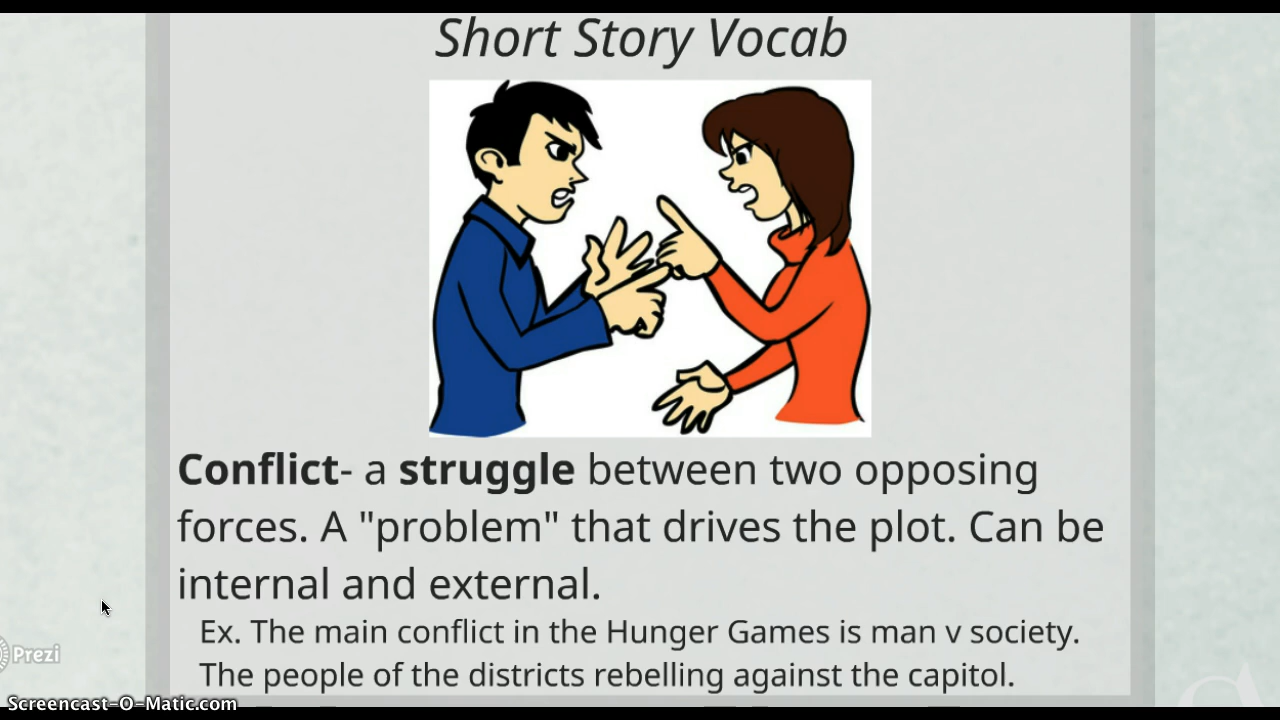 Short Story Vocab
Conflict- a struggle between two opposing
forces. A "problem" that drives the plot. Can be
internal and external.
Ex. The main conflict in the Hunger Games is man v society.
The people of the districts rebelling against the capitol.
Prezi
Screencast-O-Matic.com